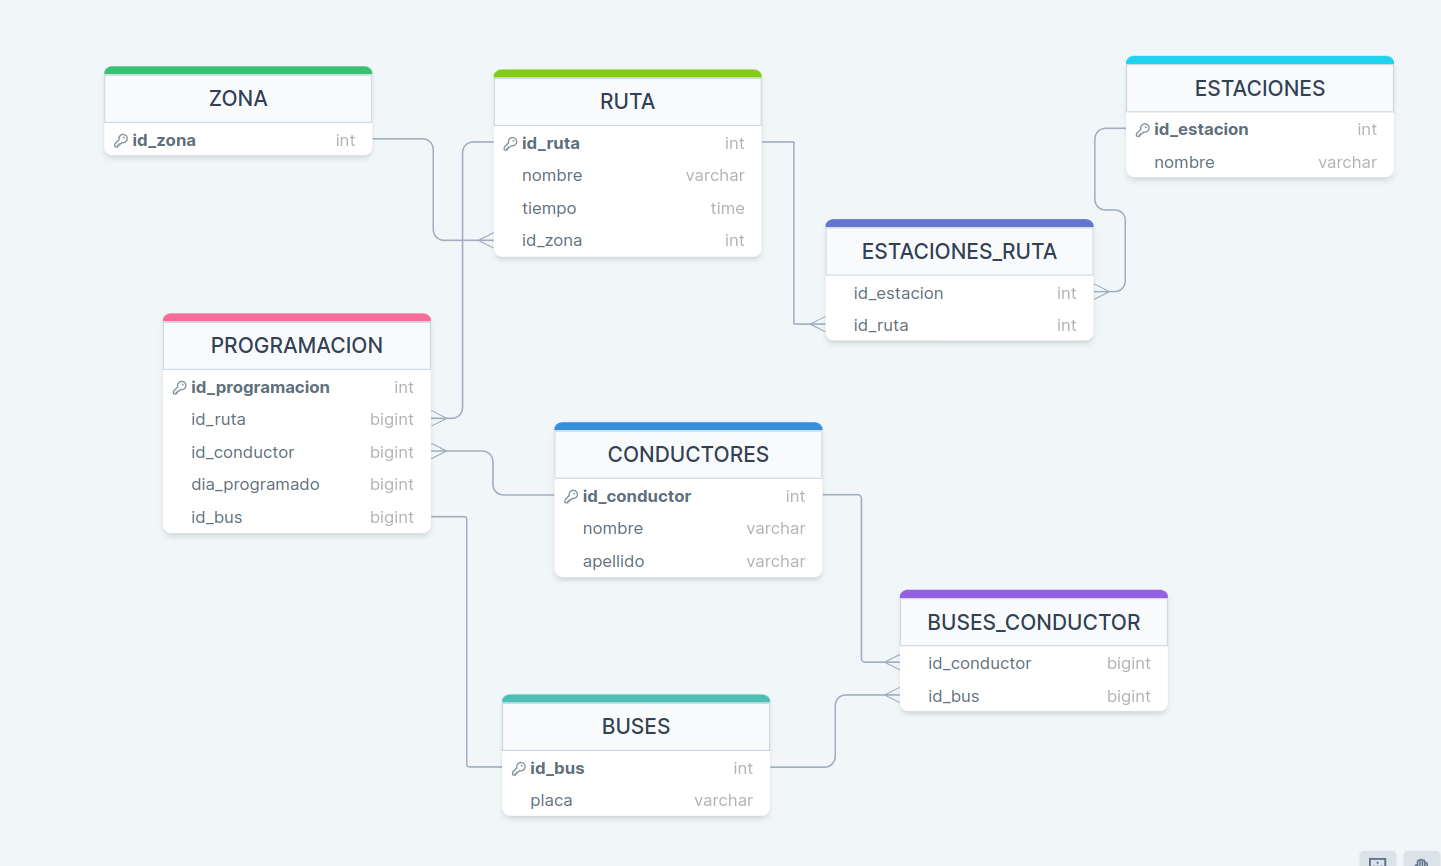 ZONA
id_zona int
RUTA
id_ruta int
nombre varchar
tiempo time
id_zona int
ESTACIONES
id_estacion int
nombre varchar
ESTACIONES_RUTA
id_estacion int
id_ruta int
PROGRAMACION
id_programacion int
id_ruta bigint
id_conductor bigint
dia_programado bigint
id_bus bigint
CONDUCTORES
id_conductor int
nombre varchar
apellido varchar
BUSES_CONDUCTOR
id_conductor bigint
id_bus bigint
BUSES
id_bus int
placa varchar